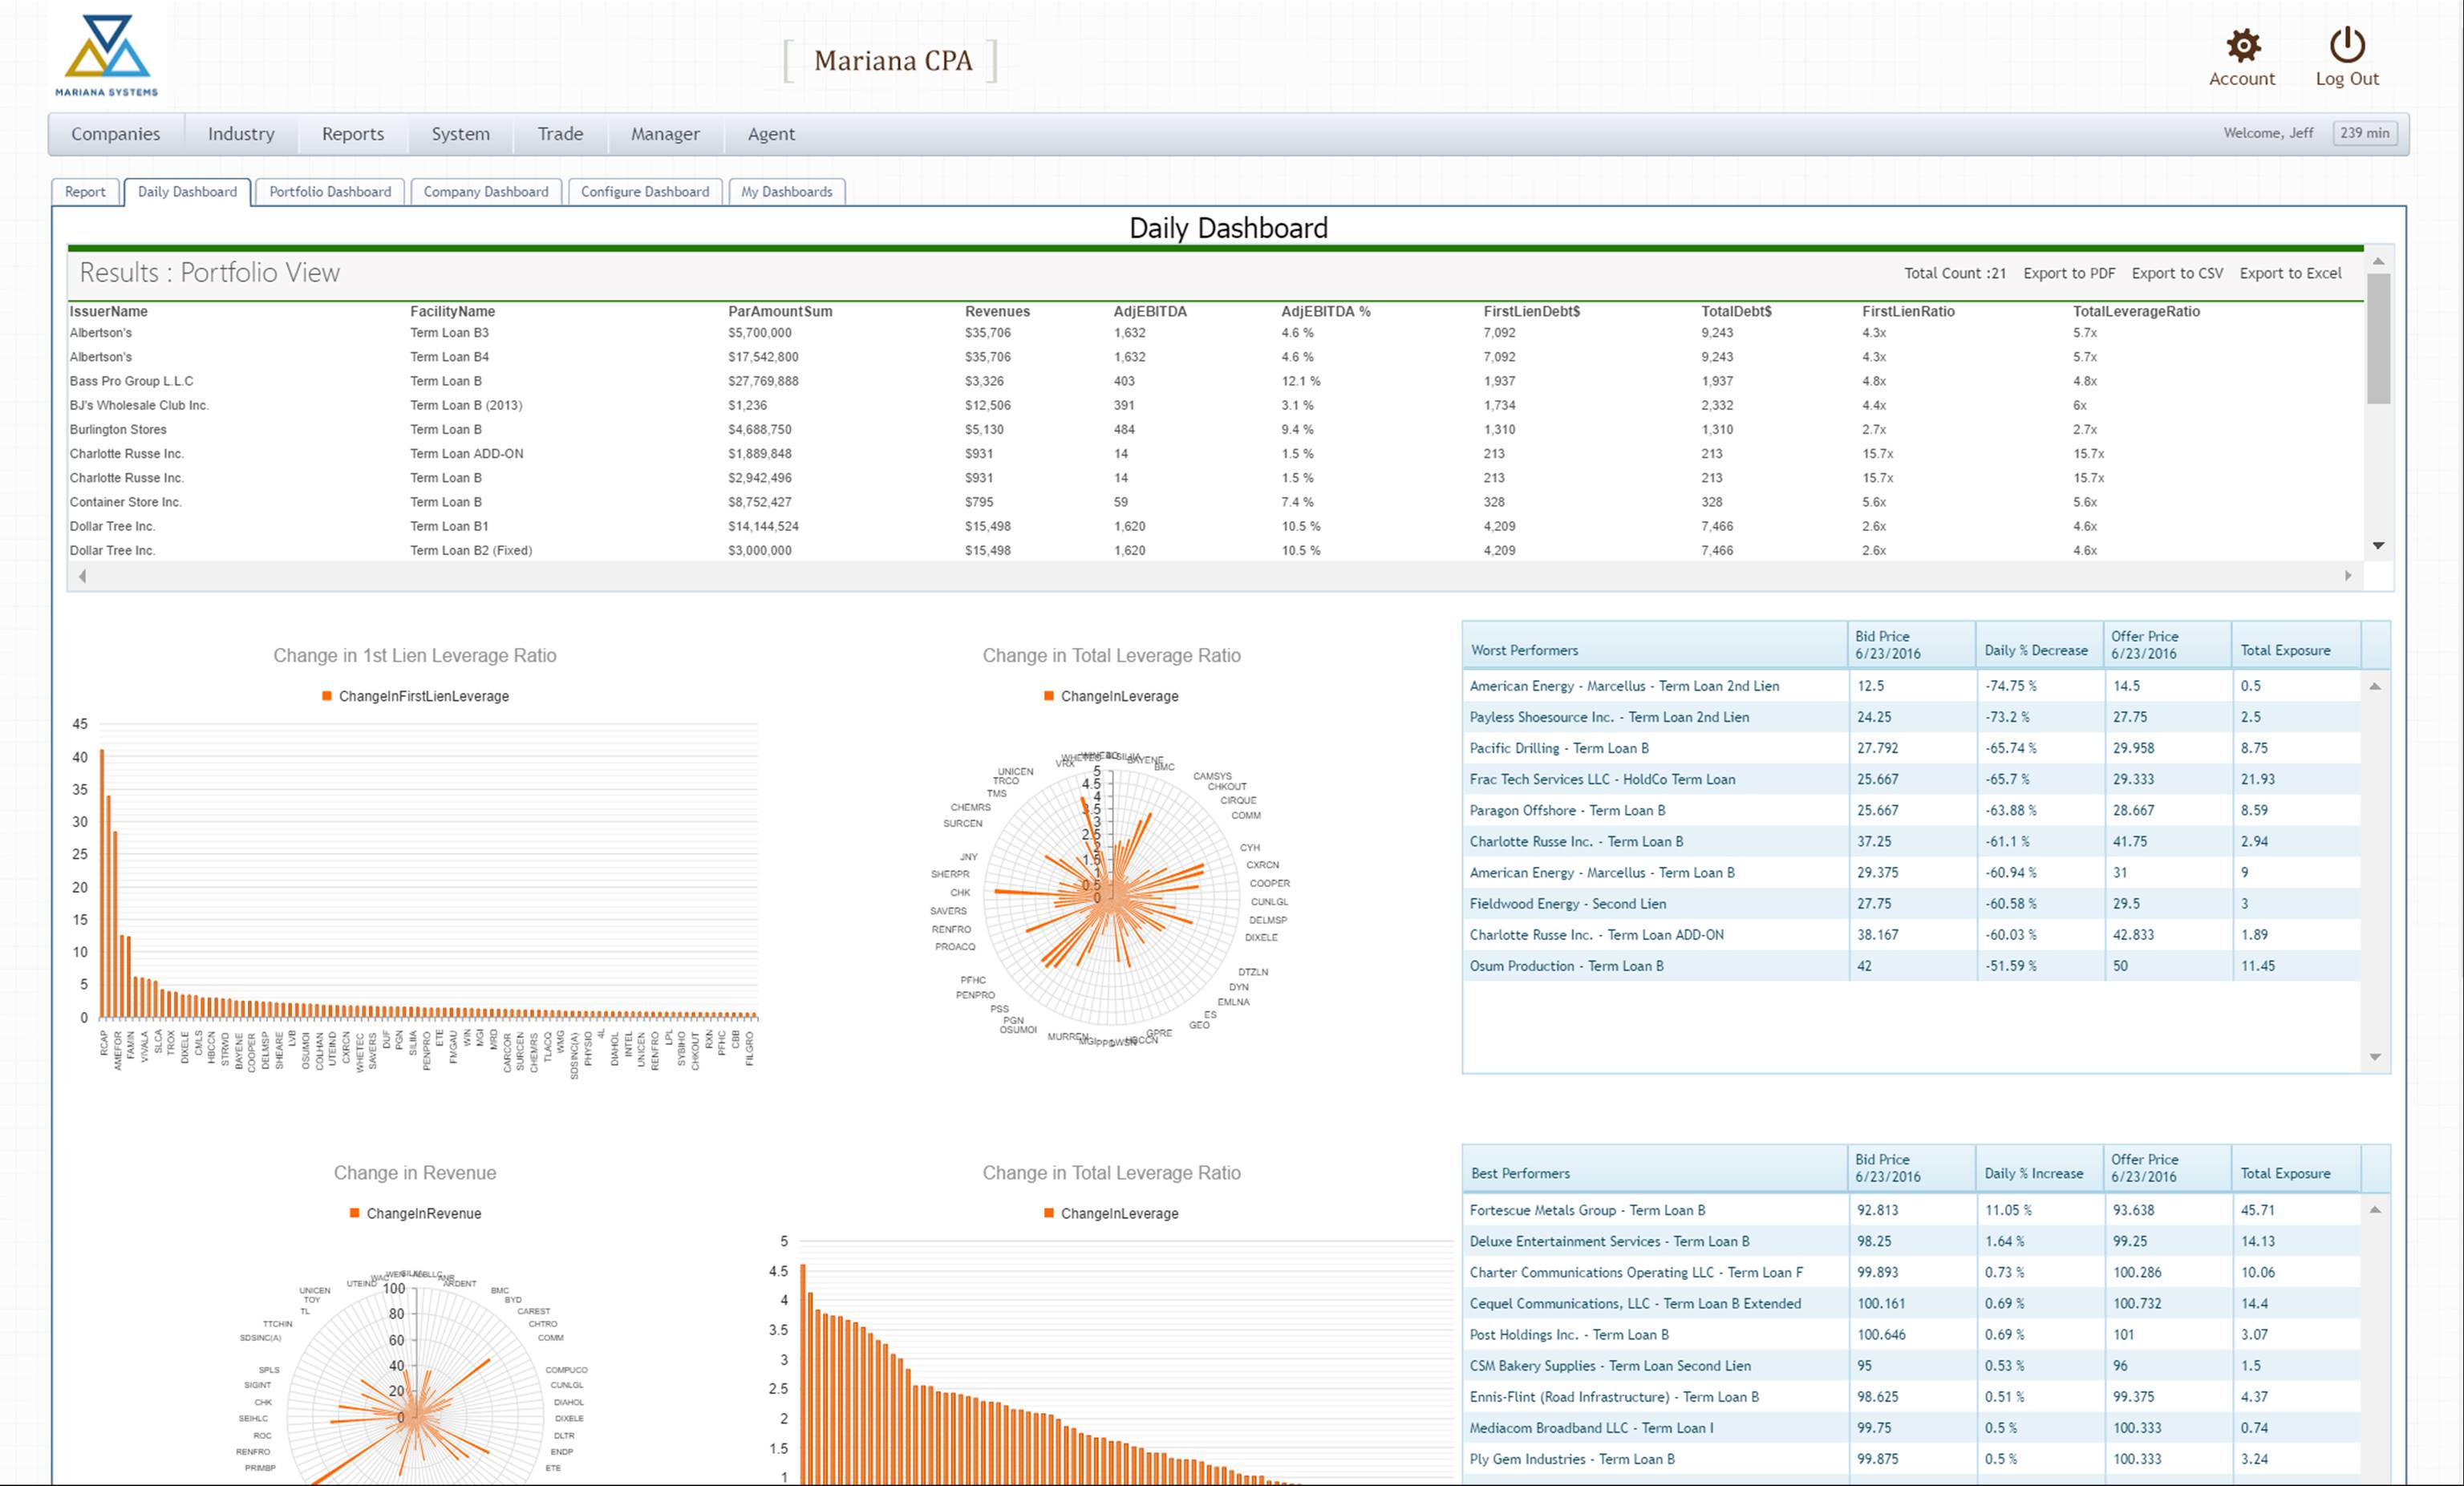 MARIANA SYSTEMS
Mariana CPA
Account
Log Out
Companies Industry Reports System Trade Manager Agent
Welcome, Jeff 239 min
Report Daily Dashboard Portfolio Dashboard Company Dashboard Configure Dashboard My Dashboards
Daily Dashboard
Results : Portfolio View Total Count :21 Export to PDF Export to CSV Export to Excel
IssuerName FacilityName ParAmountSum Revenues AdjEBITDA AdjEBITDA % FirstLienDebt$ TotalDebt$ FirstLienRatio TotalLeverageRatio
Albertson's Term Loan B3 $5,700,000 $35,706 1,632 4.6 % 7,092 9,243 4.3x 5.7x
Albertson's Term Loan B4 $17,542,800 $35,706 1,632 4.6 % 7,092 9,243 4.3x 5.7x
Bass Pro Group L.L.C Term Loan B $27,769,888 $3,326 403 12.1 % 1,937 1,937 4.8x 4.8x
BJ's Wholesale Club Inc. Term Loan B (2013) $1,236 $12,506 391 3.1 % 1,734 2,332 4.4x 6x
Burlington Stores Term Loan B $4,688,750 $5,130 484 9.4 % 1,310 1,310 2.7x 2.7x
Charlotte Russe Inc. Term Loan ADD-ON $1,889,848 $931 14 1.5 % 213 213 15.7x 15.7x
Charlotte Russe Inc. Term Loan B $2,942,496 $931 14 1.5 % 213 213 15.7x 15.7x
Container Store Inc. Term Loan B $8,752,427 $795 59 7.4 % 328 328 5.6x 5.6x
Dollar Tree Inc. Term Loan B1 $14,144,524 $15,498 1,620 10.5 % 4,209 7,466 2.6x 4.6x
Dollar Tree Inc. Term Loan B2 (Fixed) $3,000,000 $15,498 1,620 10.5 % 4,209 7,466 2.6x 4.6x
Change in 1st Lien Leverage Ratio
ChangeInFirstLienLeverage
45
40
35
30
25
20
15
10
5
0
RCAP AMEFOR FAMIN VIVALA SLCA TROX DIXELE CMLS HBCCN STRWD BAYENE COOPER DELMSP SHEARE LVB OSUMOI COLHAN UTEIND CXRCN WHETEC SAVERS DUF PGN SILIIA PENPRO ETE FMGAU WIN MGI MRD CARCOR SURCEN CHEMRS TLACQ WMG SDSINC(A) PHYSIO 4L DIAHOL INTEL UNICEN RENFRO LPL SYBIHO CHKOUT RXN PFHC CBB FILGRO
Change in Total Leverage Ratio
ChangeInLeverage
5
4.5
4
3.5
3
2.5
2
1.5
1
0.5
0
BMC
CAMSYS
CHKOUT
CIRQUE
COMM
CYH
CXRCN
COOPER
CUNLGL
DELMSP
DIXELE
DTZLN
DYN
EMLNA
ES
GEO
GPRE
HBCCN
MURREN
OSUMOI
PGN
PSS
PENPRO
PFHC
PROACQ
RENFRO
SAVERS
CHK
SHERPR
JNY
SURCEN
CHEMRS
TMS
TRCO
UNICEN
VRX
Worst Performers Bid Price 6/23/2016 Daily % Decrease Offer Price 6/23/2016 Total Exposure
American Energy - Marcellus - Term Loan 2nd Lien 12.5 -74.75 % 14.5 0.5
Payless Shoesource Inc. - Term Loan 2nd Lien 24.25 -73.2 % 27.75 2.5
Pacific Drilling - Term Loan B 27.792 -65.74 % 29.958 8.75
Frac Tech Services LLC - HoldCo Term Loan 25.667 -65.7 % 29.333 21.93
Paragon Offshore - Term Loan B 25.667 -63.88 % 28.667 8.59
Charlotte Russe Inc. - Term Loan B 37.25 -61.1 % 41.75 2.94
American Energy - Marcellus - Term Loan B 29.375 -60.94 % 31 9
Fieldwood Energy - Second Lien 27.75 -60.58 % 29.5 3
Charlotte Russe Inc. - Term Loan ADD-ON 38.167 -60.03 % 42.833 1.89
Osum Production - Term Loan B 42 -51.59 % 50 11.45
Change in Revenue
ChangeInRevenue
100
80
60
40
20
0
ARDENT
BMC
BYD
CAREST
CHTRO
COMM
COMPUCO
CUNLGL
DIAHOL
DIXELE
DLTR
ENDP
ETE
PRIMBP
RENFRO
ROC
SEIHLC
CHK
SIGINT
SPLS
SDSINC(A)
TTCHIN
TL
TOY
UNICEN
UTEIND
Change in Total Leverage Ratio
ChangeInLeverage
5
4.5
4
3.5
3
2.5
2
1.5
1
Best Performers Bid Price 6/23/2016 Daily % Increase Offer Price 6/23/2016 Total Exposure
Fortescue Metals Group - Term Loan B 92.813 11.05 % 93.638 45.71
Deluxe Entertainment Services - Term Loan B 98.25 1.64 % 99.25 14.13
Charter Communications Operating LLC - Term Loan F 99.893 0.73 % 100.286 10.06
Cequel Communications, LLC - Term Loan B Extended 100.161 0.69 % 100.732 14.4
Post Holdings Inc. - Term Loan B 100.646 0.69 % 101 3.07
CSM Bakery Supplies - Term Loan Second Lien 95 0.53 % 96 1.5
Ennis-Flint (Road Infrastructure) - Term Loan B 98.625 0.51 % 99.375 4.37
Mediacom Broadband LLC - Term Loan I 99.75 0.5 % 100.333 0.74
Ply Gem Industries - Term Loan B 99.875 0.5 % 100.333 3.24